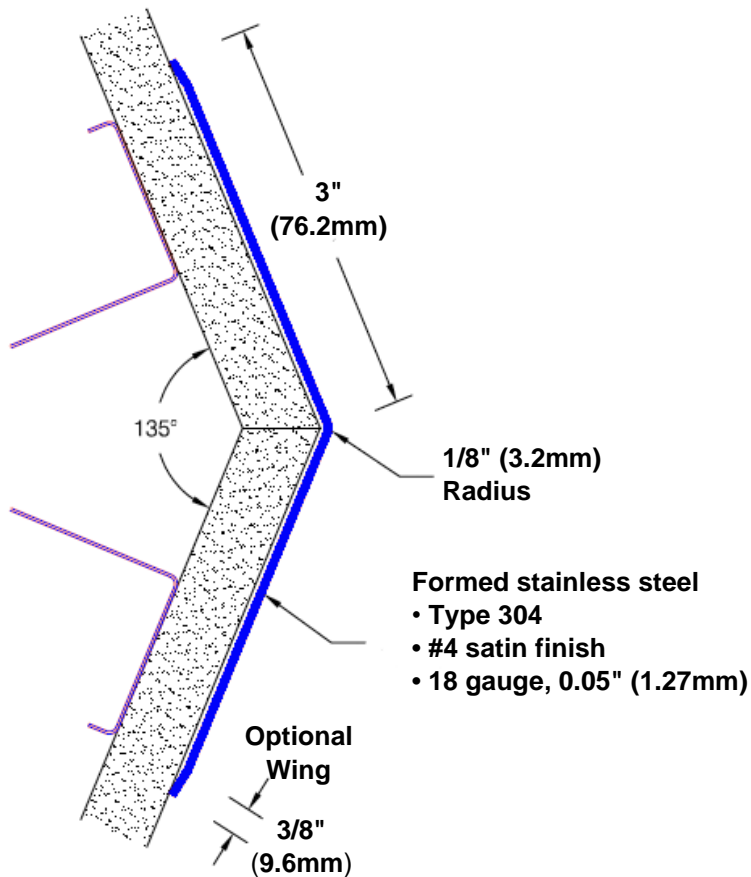 3"
(76.2mm)
135°
1/8" (3.2mm)
Radius
Formed stainless steel
• Type 304
• #4 satin finish
• 18 gauge, 0.05" (1.27mm)
Optional
Wing
3/8"
(9.6mm)